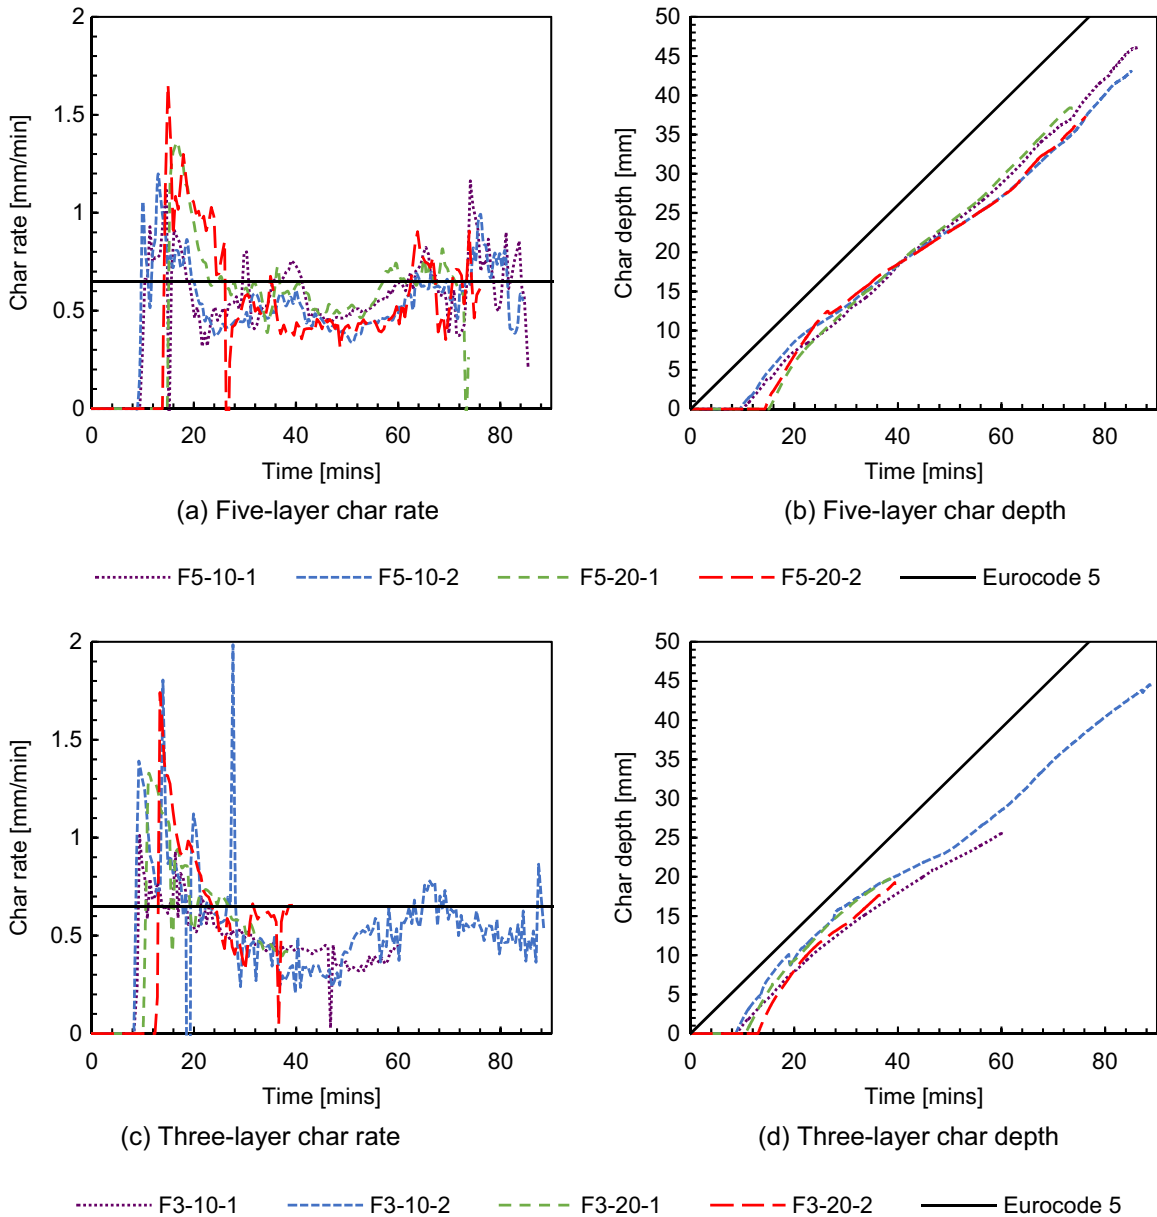 2
1.5
1
0.5
0
Char rate [mm/min]
0 20 40 60 80
Time [mins]
(a) Five-layer char rate
50
45
40
35
30
25
20
15
10
5
0
Char depth [mm]
0 20 40 60 80
Time [mins]
(b) Five-layer char depth
F5-10-1 F5-10-2 F5-20-1 F5-20-2 Eurocode 5
2
1.5
1
0.5
0
Char rate [mm/min]
0 20 40 60 80
Time [mins]
(c) Three-layer char rate
50
45
40
35
30
25
20
15
10
5
0
Char depth [mm]
0 20 40 60 80
Time [mins]
(d) Three-layer char depth
F3-10-1 F3-10-2 F3-20-1 F3-20-2 Eurocode 5